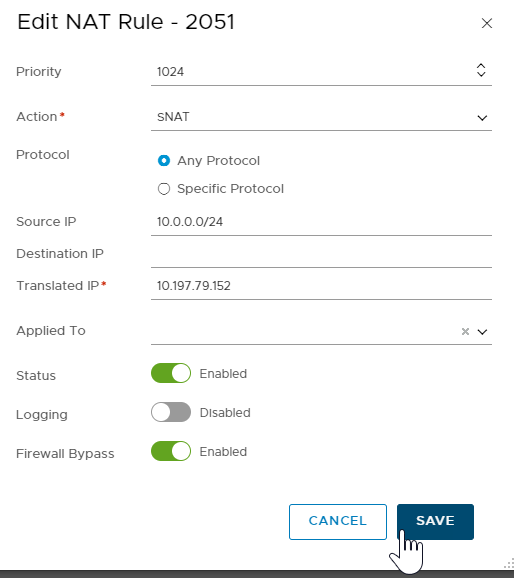 Edit NAT Rule - 2051
Priority 1024
Action* SNAT
Protocol
Any Protocol
Specific Protocol
Source IP 10.0.0.0/24
Destination IP
Translated IP* 10.197.79.152
Applied To
Status Enabled
Logging Disabled
Firewall Bypass Enabled
CANCEL SAVE